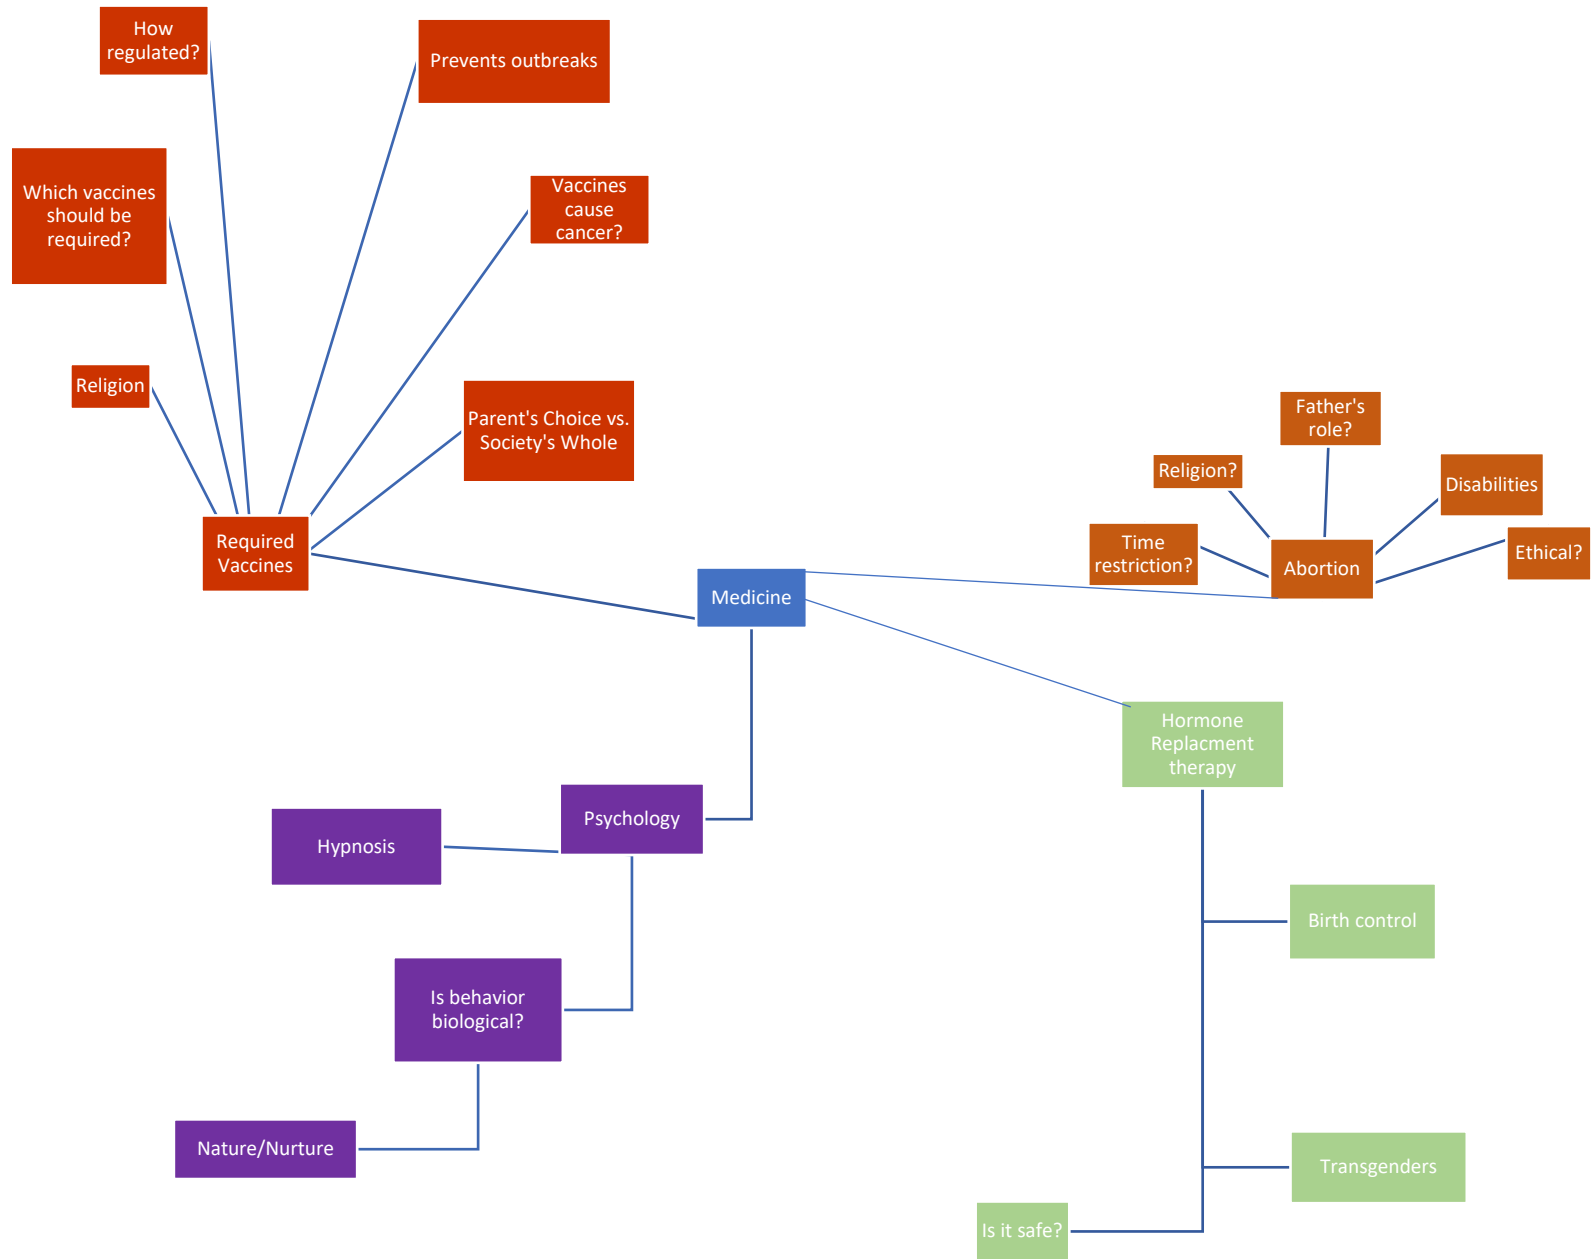 How
regulated?
Prevents outbreaks
Which vaccines
should be
required?
Vaccines
cause
cancer?
Religion
Parent's Choice vs.
Society's Whole
Required
Vaccines
Father's
role?
Religion?
Disabilities
Time
restriction?
Ethical?
Abortion
Medicine
Hormone
Replacment
therapy
Psychology
Hypnosis
Birth control
Is behavior
biological?
Nature/Nurture
Transgenders
Is it safe?